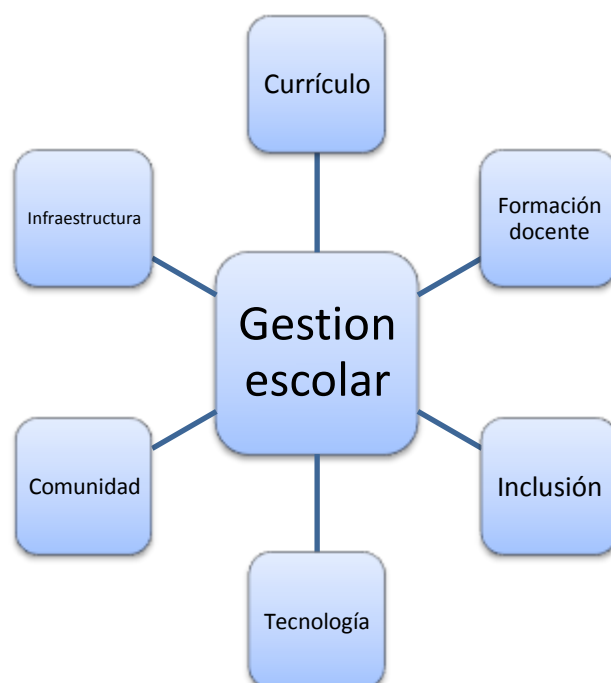 Currículo
Formación
docente
Infraestructura
Gestion
escolar
Comunidad
Inclusión
Tecnología